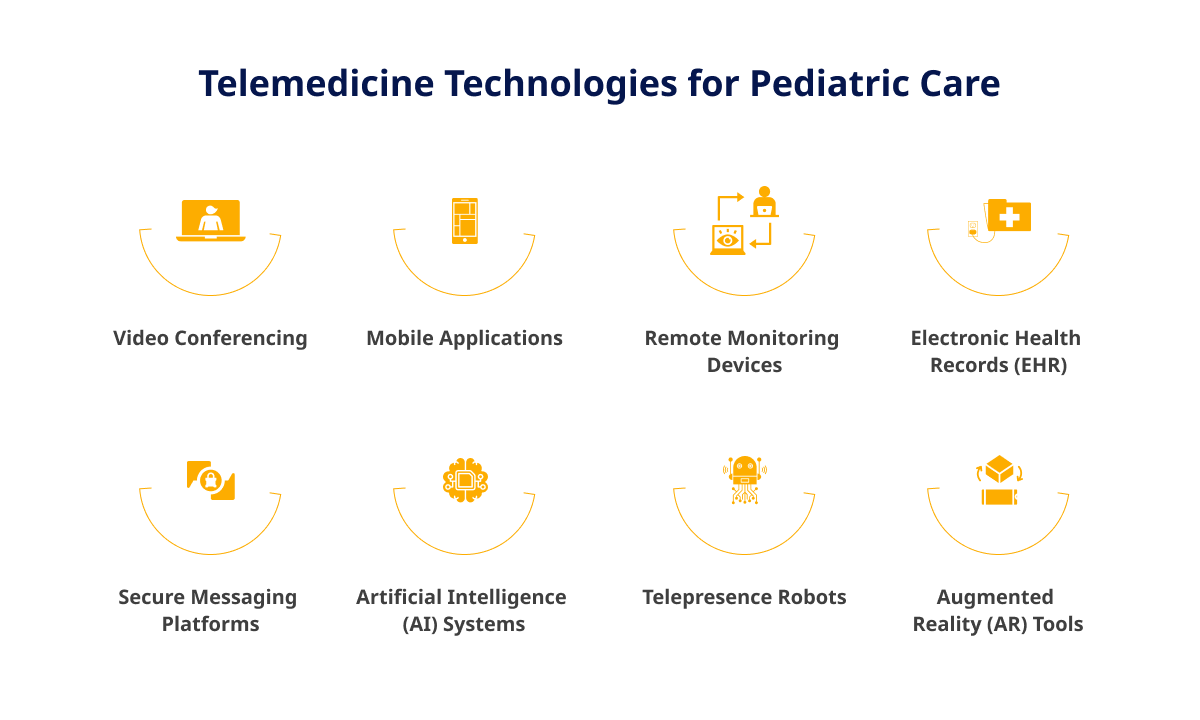 Telemedicine Technologies for Pediatric Care
Video Conferencing
Mobile Applications
Remote Monitoring
Devices
Electronic Health
Records (EHR)
Secure Messaging
Platforms
Artificial Intelligence
(AI) Systems
Telepresence Robots
Augmented
Reality (AR) Tools